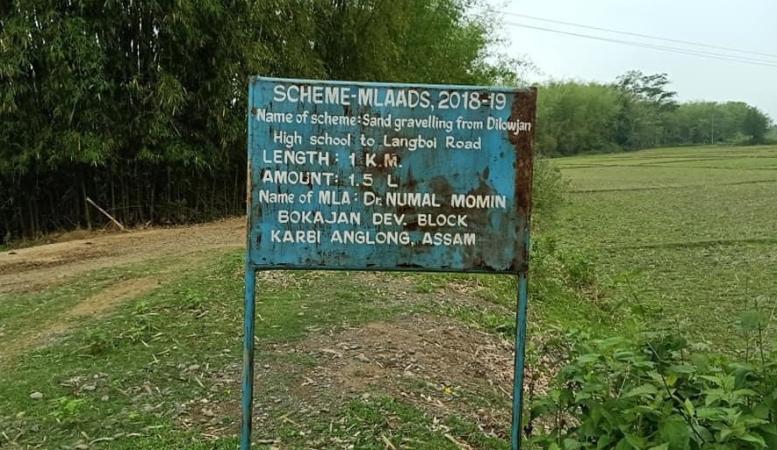 SCHEME-MLAADS, 2018-19
Name of scheme: Sand gravelling from Dilowjan
High school to Langboi Road
LENGTH: 1 K.M.
AMOUNT: 1.5 L
Name of MLA: Dr. NUMAL MOMIN
BOKAJAN DEV. BLOCK
KARBI ANGLONG, ASSAM